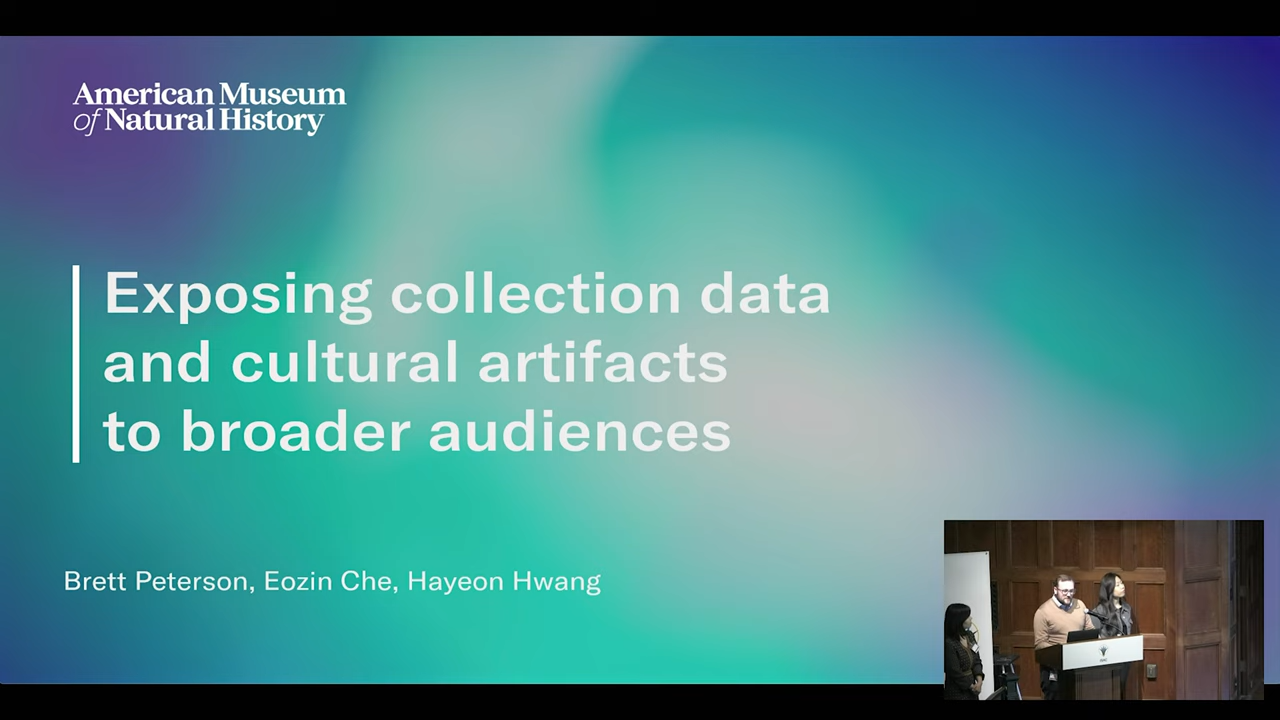 American Museum
of Natural History
Exposing collection data
and cultural artifacts
to broader audiences
Brett Peterson, Eozin Che, Hayeon Hwang